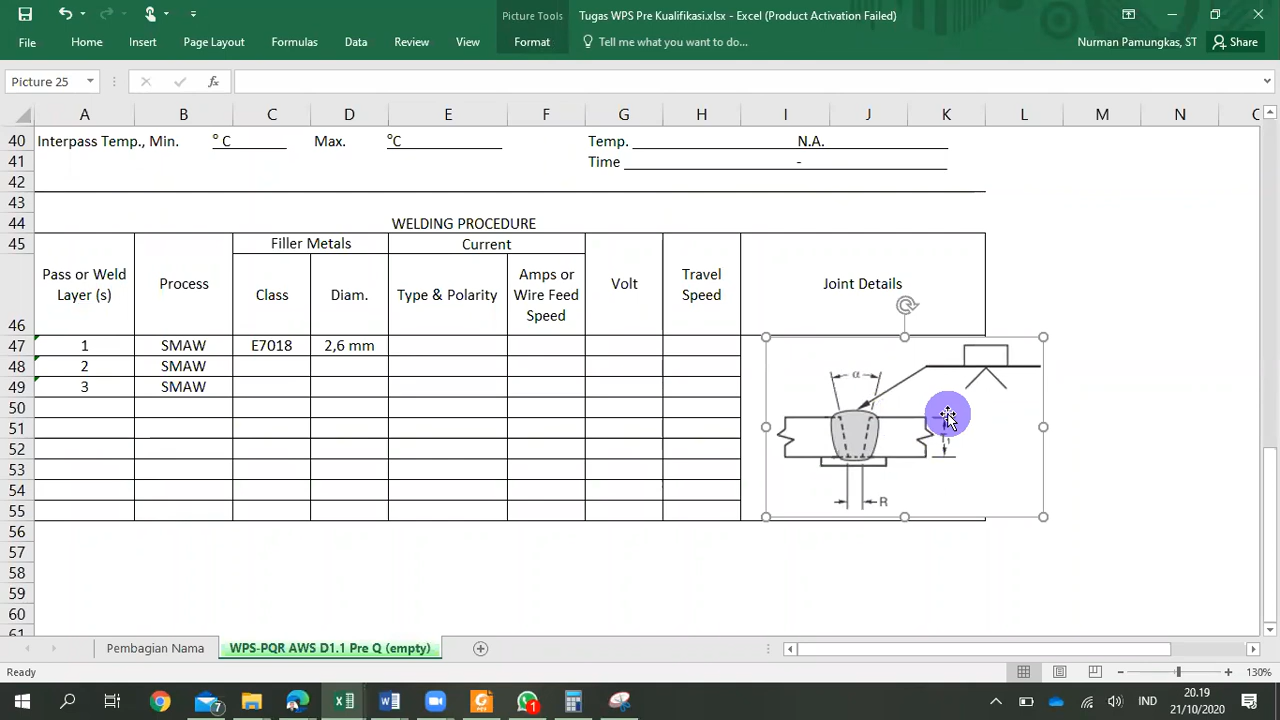 Picture Tools
Tugas WPS Pre Kualifikasi.xlsx - Excel (Product Activation Failed)
File Home Insert Page Layout Formulas Data Review View Format Tell me what you want to do... Nurman Pamungkas, ST Share
Picture 25 fx
A B C D E F G H I J K L M N
40 Interpass Temp., Min. ° C Max. °C Temp. N.A.
41 Time -
42
43
44 WELDING PROCEDURE
45 Filler Metals Current
Pass or Weld Layer (s) Process Class Diam. Type & Polarity Amps or Wire Feed Speed Volt Travel Speed Joint Details
46
47 1 SMAW E7018 2,6 mm
48 2 SMAW
49 3 SMAW
α
50
51
52
53
54
55
R
56
57
58
59
60
61
Pembagian Nama WPS-PQR AWS D1.1 Pre Q (empty)
Ready 130%
7 1 IND 20.19
21/10/2020